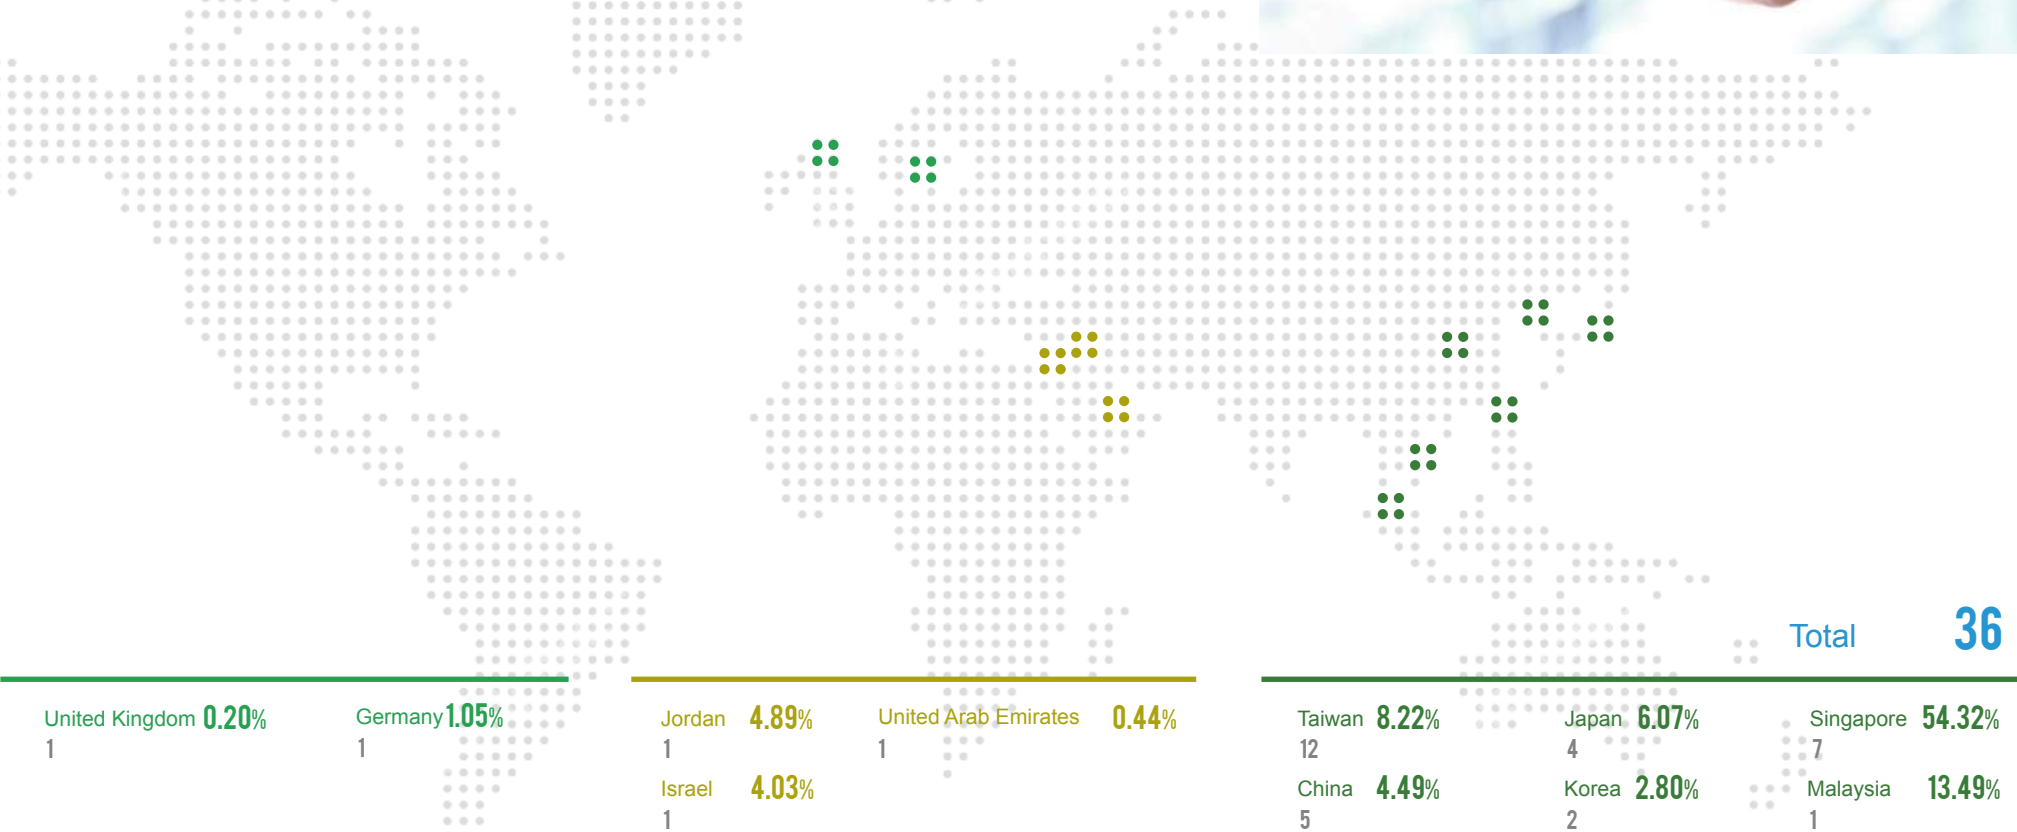 Total 36
United Kingdom 0.20%
1
Germany 1.05%
1
Jordan 4.89%
1
United Arab Emirates 0.44%
1
Israel 4.03%
1
Taiwan 8.22%
12
Japan 6.07%
4
Singapore 54.32%
7
China 4.49%
5
Korea 2.80%
2
Malaysia 13.49%
1